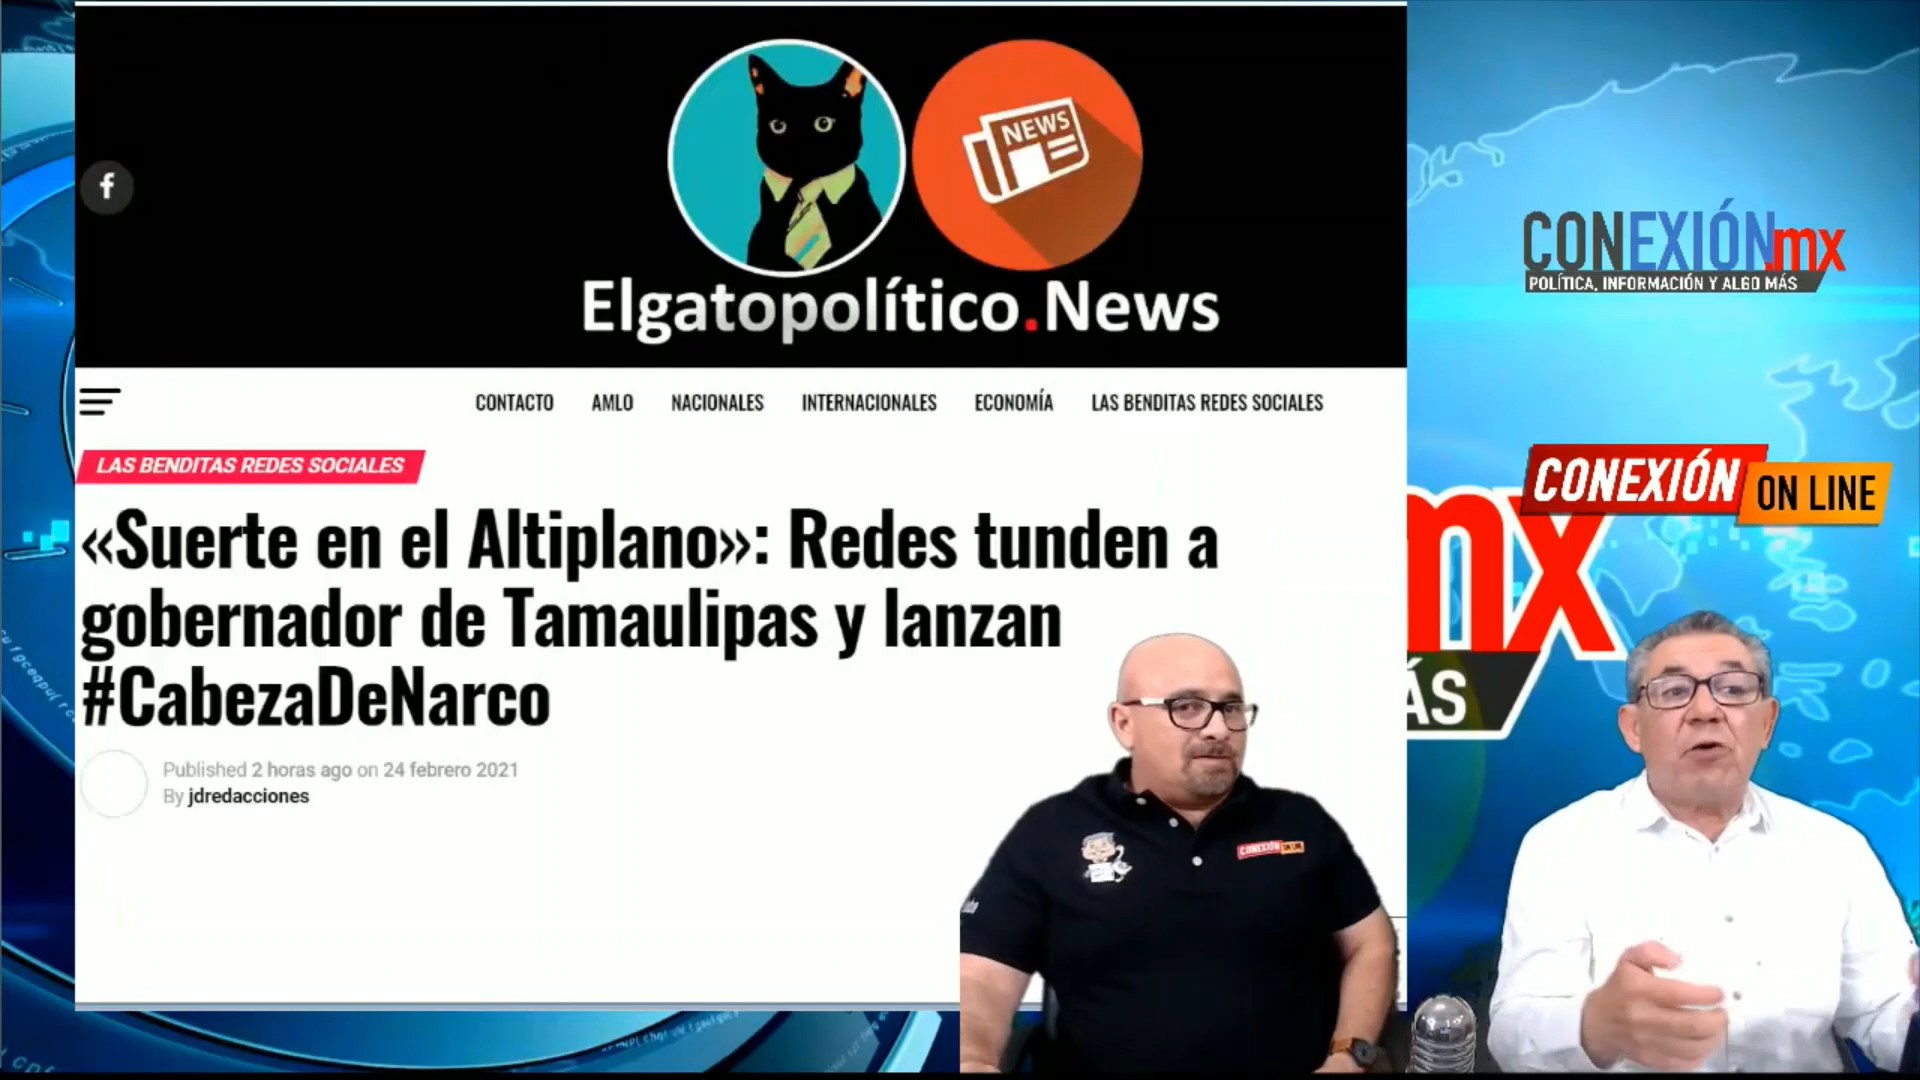 NEWS
Elgatopolítico.News
f
CONTACTO AMLO NACIONALES INTERNACIONALES ECONOMÍA LAS BENDITAS REDES SOCIALES
LAS BENDITAS REDES SOCIALES
«Suerte en el Altiplano»: Redes tunden a
gobernador de Tamaulipas y lanzan
#CabezaDeNarco
Published 2 horas ago on 24 febrero 2021
By jdredacciones
CONEXIÓN.mx
POLÍTICA, INFORMACIÓN Y ALGO MÁS
CONEXIÓN ON LINE
mx
ÁS
CONEXIÓN